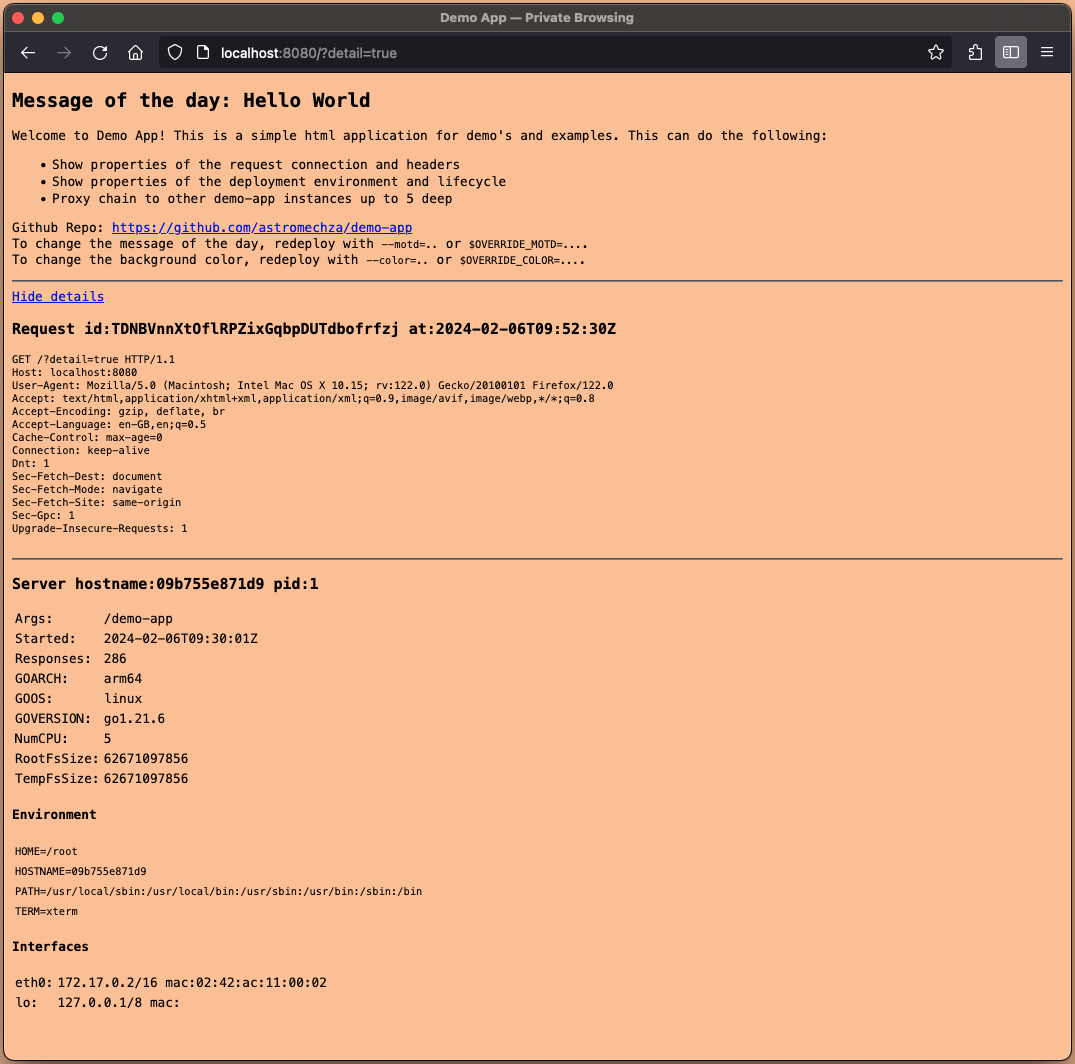 Demo App — Private Browsing
localhost:8080/?detail=true
Message of the day: Hello World
Welcome to Demo App! This is a simple html application for demo's and examples. This can do the following:
• Show properties of the request connection and headers
• Show properties of the deployment environment and lifecycle
• Proxy chain to other demo-app instances up to 5 deep
Github Repo: https://github.com/astromechza/demo-app
To change the message of the day, redeploy with --motd=.. or $OVERRIDE_MOTD=....
To change the background color, redeploy with --color=.. or $OVERRIDE_COLOR=....
Hide details
Request id:TDNBVnnXtOflRPZixGqbpDUTdbofrfzj at:2024-02-06T09:52:30Z
GET /?detail=true HTTP/1.1
Host: localhost:8080
User-Agent: Mozilla/5.0 (Macintosh; Intel Mac OS X 10.15; rv:122.0) Gecko/20100101 Firefox/122.0
Accept: text/html,application/xhtml+xml,application/xml;q=0.9,image/avif,image/webp,*/*;q=0.8
Accept-Encoding: gzip, deflate, br
Accept-Language: en-GB,en;q=0.5
Cache-Control: max-age=0
Connection: keep-alive
Dnt: 1
Sec-Fetch-Dest: document
Sec-Fetch-Mode: navigate
Sec-Fetch-Site: same-origin
Sec-Gpc: 1
Upgrade-Insecure-Requests: 1
Server hostname:09b755e871d9 pid:1
Args: /demo-app
Started: 2024-02-06T09:30:01Z
Responses: 286
GOARCH: arm64
GOOS: linux
GOVERSION: go1.21.6
NumCPU: 5
RootFsSize: 62671097856
TempFsSize: 62671097856
Environment
HOME=/root
HOSTNAME=09b755e871d9
PATH=/usr/local/sbin:/usr/local/bin:/usr/sbin:/usr/bin:/sbin:/bin
TERM=xterm
Interfaces
eth0: 172.17.0.2/16 mac:02:42:ac:11:00:02
lo: 127.0.0.1/8 mac: